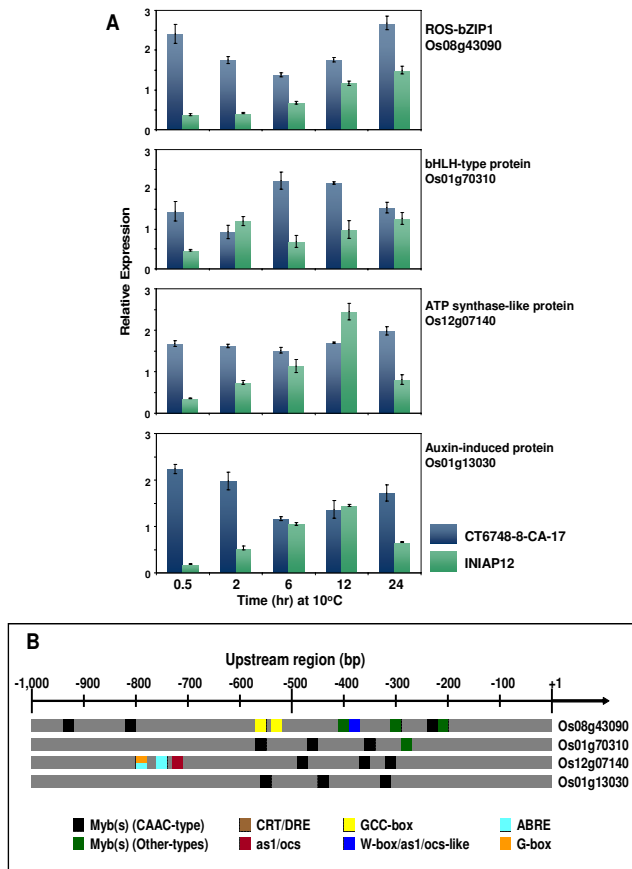 A
ROS-bZIP1
Os08g43090
3
2
1
0
bHLH-type protein
Os01g70310
3
2
1
0
ATP synthase-like protein
Os12g07140
3
2
1
0
Auxin-induced protein
Os01g13030
3
2
1
0
Relative Expression
0.5 2 6 12 24
Time (hr) at 10°C
CT6748-8-CA-17
INIAP12
B
Upstream region (bp)
-1,000 -900 -800 -700 -600 -500 -400 -300 -200 -100 +1
Os08g43090
Os01g70310
Os12g07140
Os01g13030
Myb(s) (CAAC-type) CRT/DRE GCC-box ABRE
Myb(s) (Other-types) as1/ocs W-box/as1/ocs-like G-box